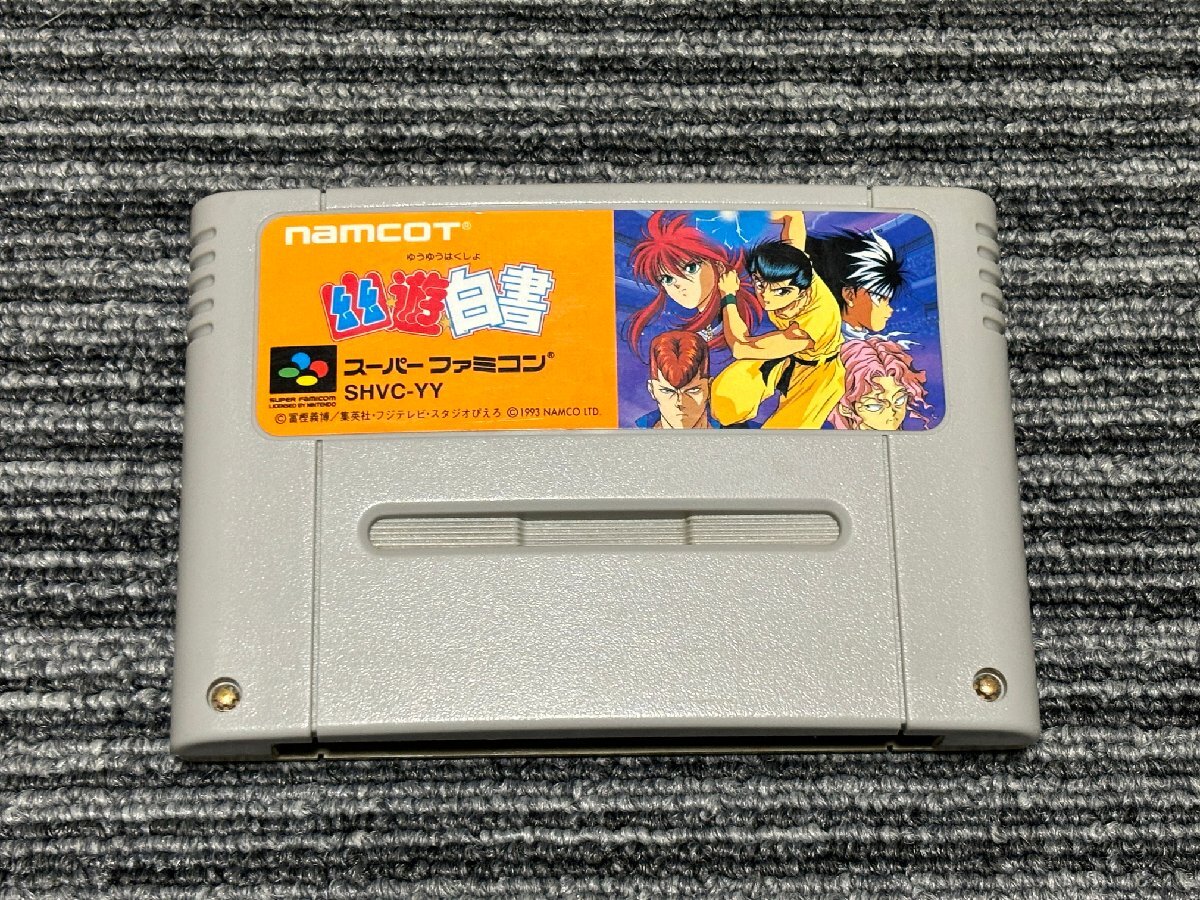 namcoT®
ゆうゆうはくしょ
幽遊白書
スーパーファミコン®
SHVC-YY
SUPER FAMICOM
LICENSED BY NINTENDO
©冨樫義博/集英社・フジテレビ・スタジオぴえろ ©1993 NAMCO LTD.